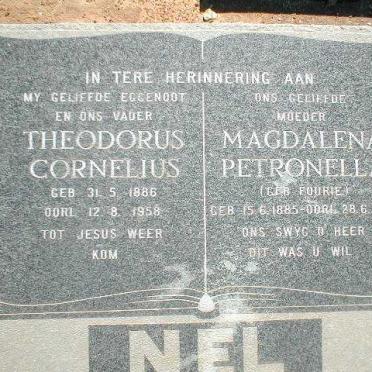 IN TERE HERINNERING AAN
MY GELIEFDE EGGENOOT
EN ONS VADER
THEODORUS
CORNELIUS
GEB 31.5.1886
OORL 12.8.1958
TOT JESUS WEER
KOM
ONS GELIEFDE
MOEDER
MAGDALENA
PETRONELLA
(GEB FOURIE)
GEB 15.6.1885-OORL 28.6.
ONS SWYG O HEER
DIT WAS U WIL
NEL